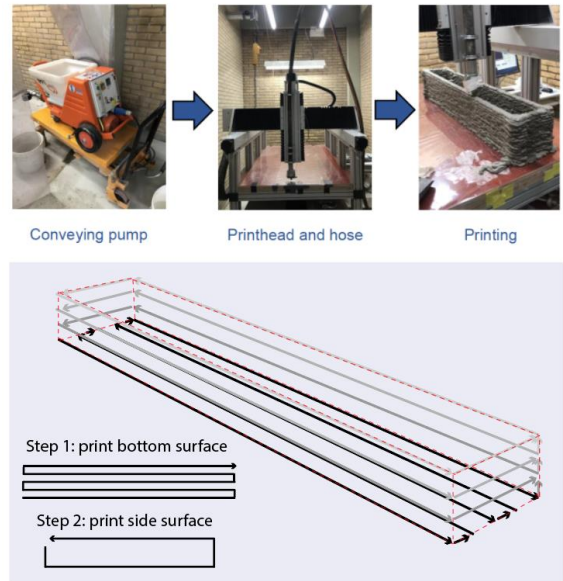 Conveying pump
Printhead and hose
Printing
Step 1: print bottom surface
Step 2: print side surface